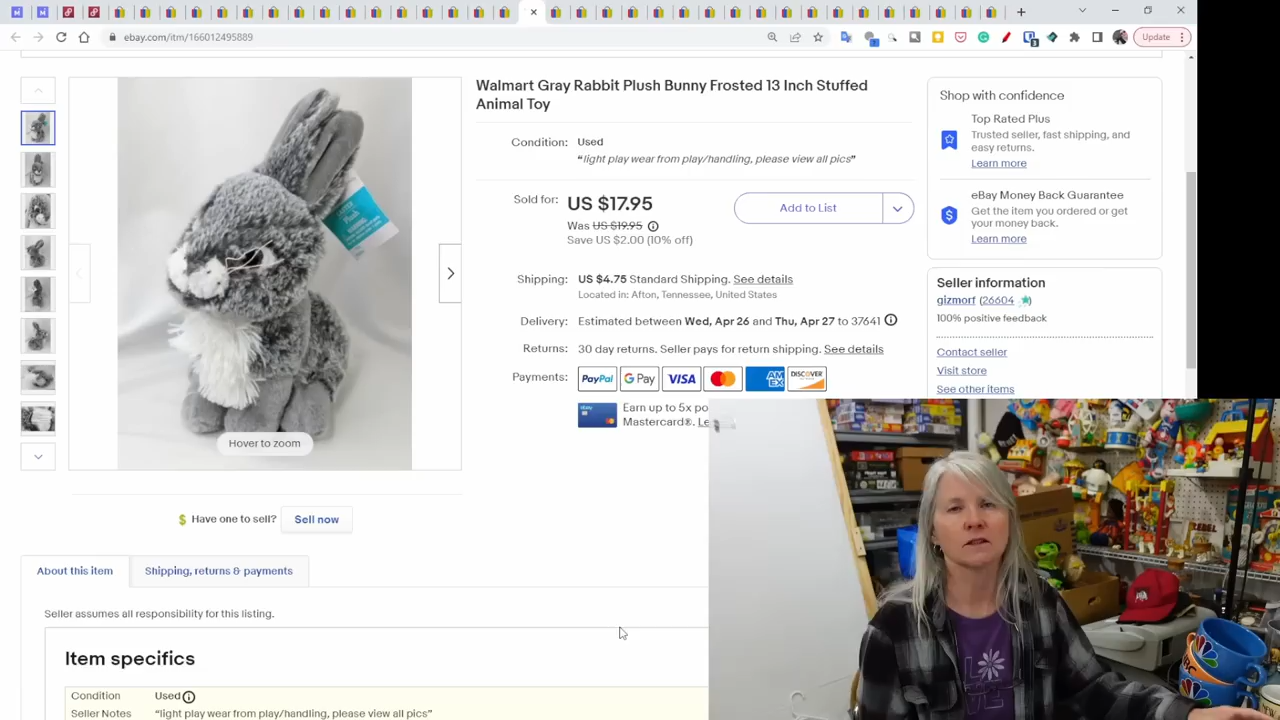 ebay.com/itm/166012495889
Update
Walmart Gray Rabbit Plush Bunny Frosted 13 Inch Stuffed
Animal Toy
Condition: Used
“light play wear from play/handling, please view all pics”
Sold for: US $17.95
Add to List
Was US $19.95
Save US $2.00 (10% off)
Shipping: US $4.75 Standard Shipping. See details
Located in: Afton, Tennessee, United States
Delivery: Estimated between Wed, Apr 26 and Thu, Apr 27 to 37641
Returns: 30 day returns. Seller pays for return shipping. See details
Payments: PayPal G Pay VISA mastercard AM EX DISCOVER
Earn up to 5x po
Mastercard®. Le
Shop with confidence
Top Rated Plus
Trusted seller, fast shipping, and
easy returns.
Learn more
eBay Money Back Guarantee
Get the item you ordered or get
your money back.
Learn more
Seller information
gizmorf (26604)
100% positive feedback
Contact seller
Visit store
See other items
Plush
Hover to zoom
$ Have one to sell? Sell now
About this item
Shipping, returns & payments
Seller assumes all responsibility for this listing.
Item specifics
Condition Used
Seller Notes “light play wear from play/handling, please view all pics”